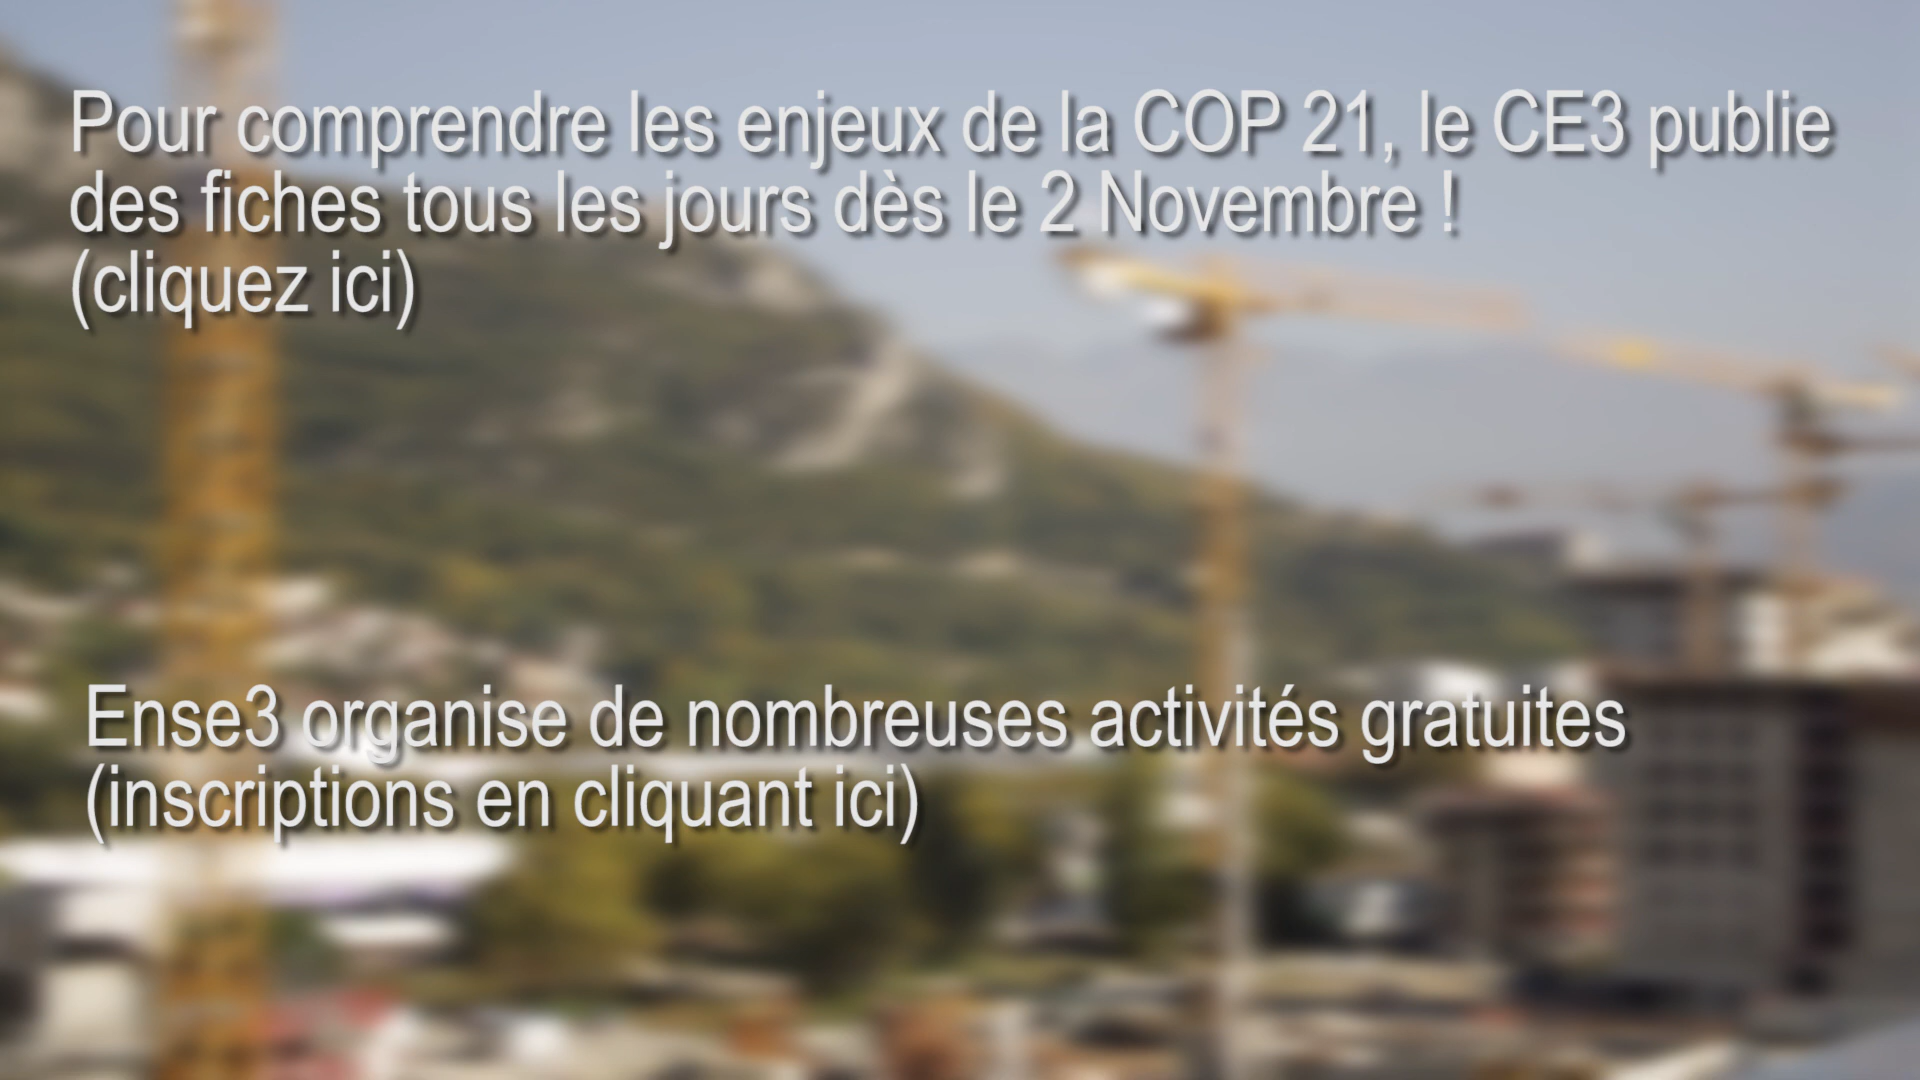 Pour comprendre les enjeux de la COP 21, le CE3 publie
des fiches tous les jours dès le 2 Novembre !
(cliquez ici)
Ense3 organise de nombreuses activités gratuites
(inscriptions en cliquant ici)